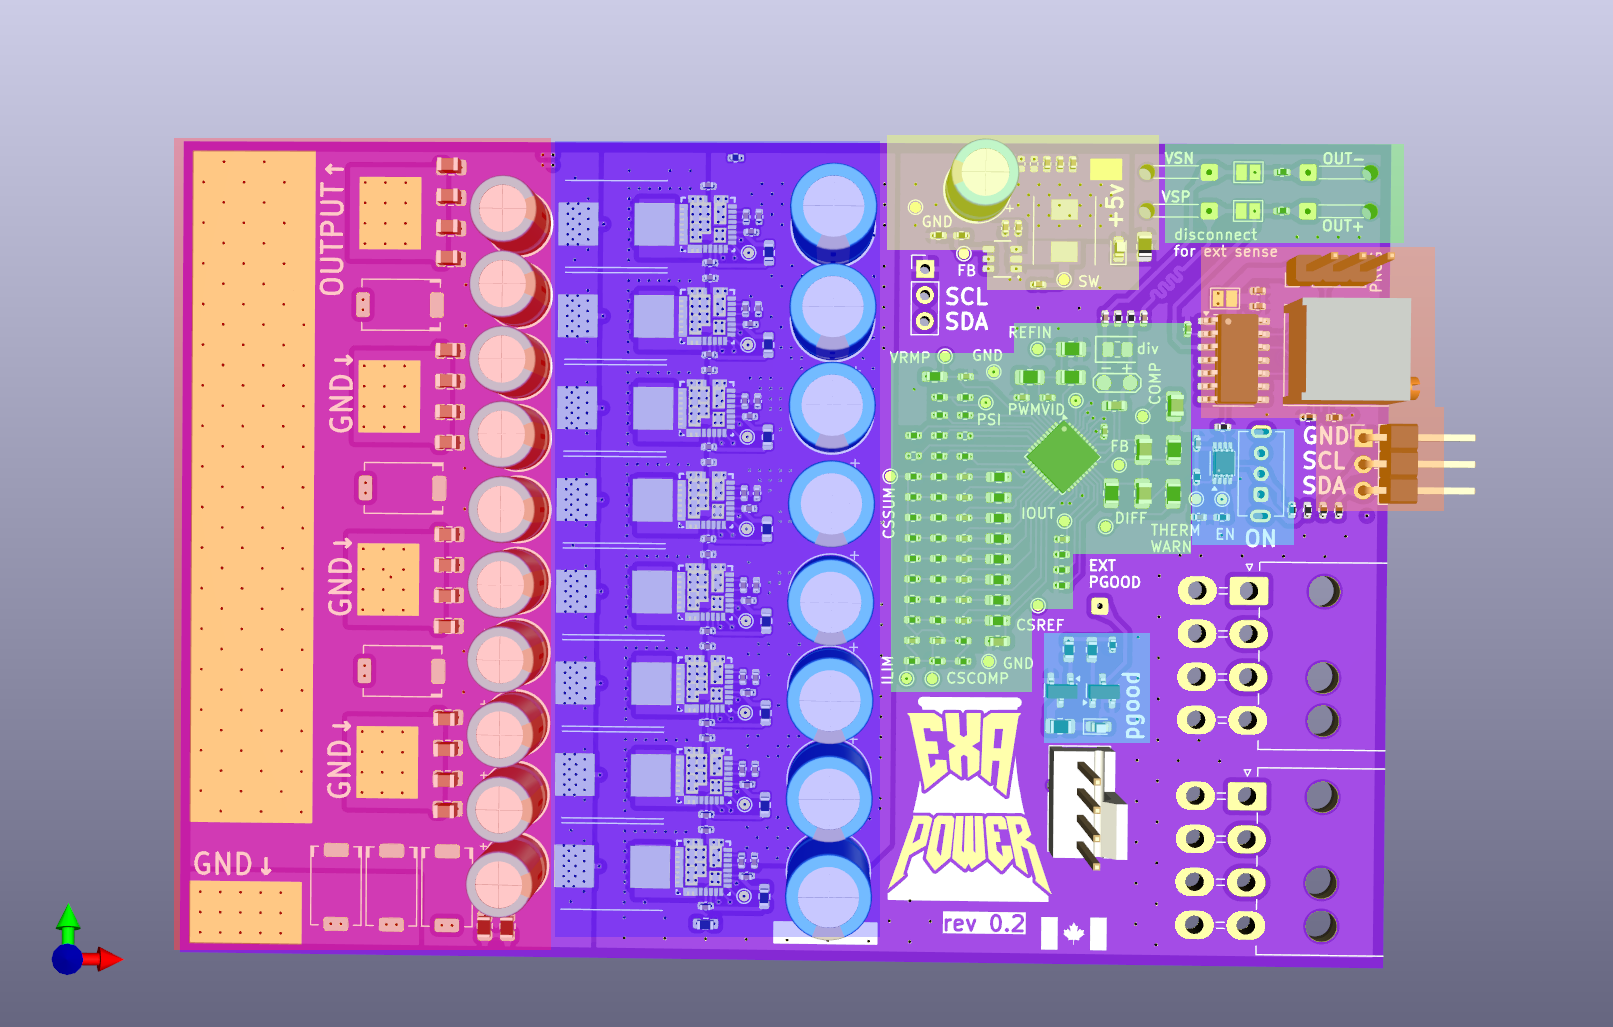 OUTPUT↑
GND↓
GND↓
GND↓
GND↓
GND
+5v
FB
SW
SCL
SDA
VSN
OUT-
VSP
OUT+
disconnect
for ext sense
REFIN
VRMP
GND
div
COMP
PSI
PWMVID
FB
CSSUM
IOUT
DIFF
THERM
WARN
EN
ON
GND
SCL
SDA
EXT
PGOOD
CSREF
ILIM
GND
CSCOMP
pgood
EXA
POWER
rev 0.2